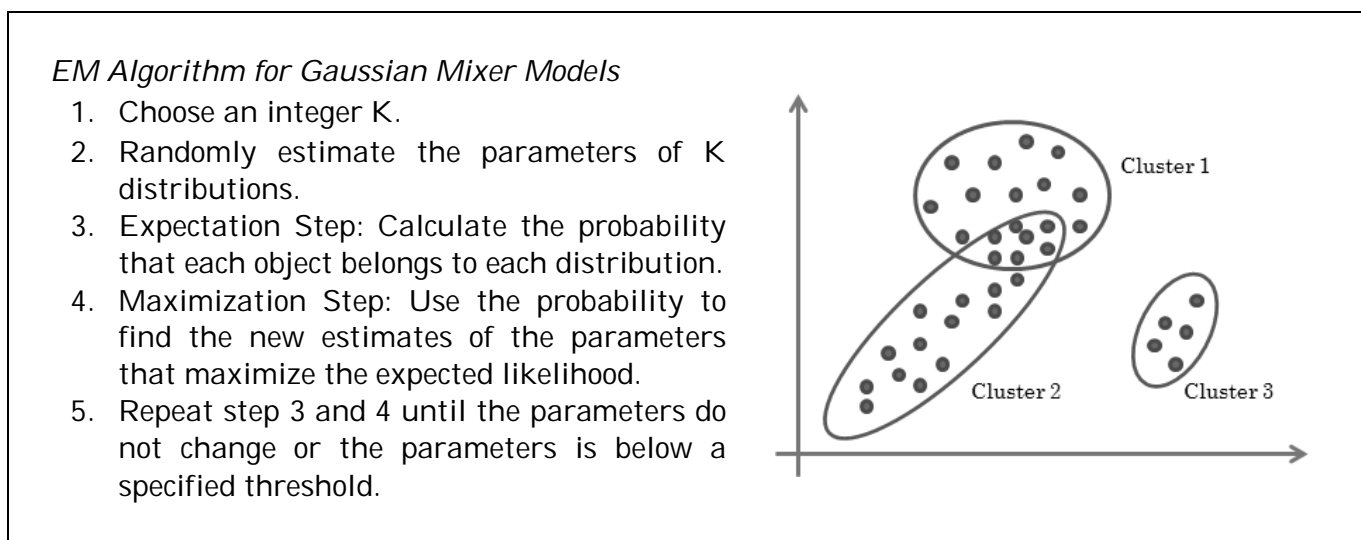 EM Algorithm for Gaussian Mixer Models
1. Choose an integer K.
2. Randomly estimate the parameters of K
distributions.
3. Expectation Step: Calculate the probability
that each object belongs to each distribution.
4. Maximization Step: Use the probability to
find the new estimates of the parameters
that maximize the expected likelihood.
5. Repeat step 3 and 4 until the parameters do
not change or the parameters is below a
specified threshold.
Cluster 1
Cluster 2
Cluster 3